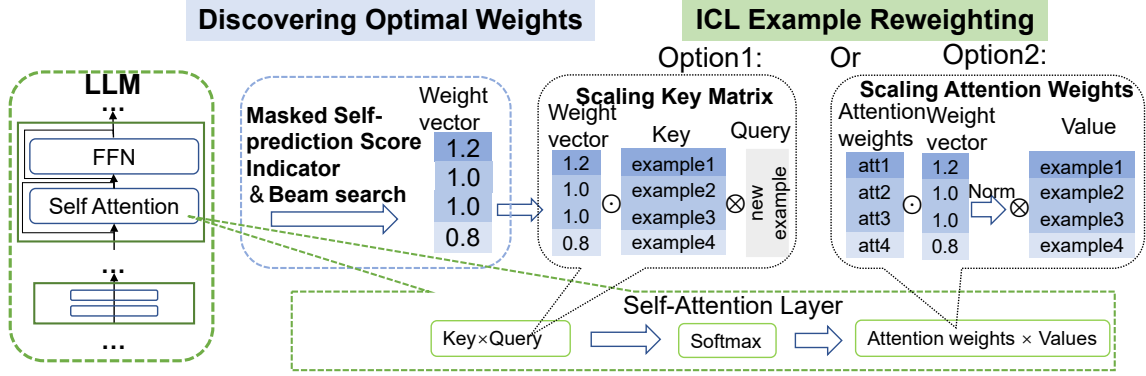 Discovering Optimal Weights
ICL Example Reweighting
Option1:
Or
Option2:
LLM
...
FFN
Self Attention
...
...
Masked Self-
prediction Score
Indicator
& Beam search
Weight
vector
1.2
1.0
1.0
0.8
Scaling Key Matrix
Weight
vector
Key
Query
1.2
1.0
1.0
0.8
example1
example2
example3
example4
new
example
Scaling Attention Weights
Attention
weights
Weight
vector
Value
att1
att2
att3
att4
1.2
1.0
1.0
0.8
Norm
example1
example2
example3
example4
Self-Attention Layer
Key×Query
Softmax
Attention weights × Values